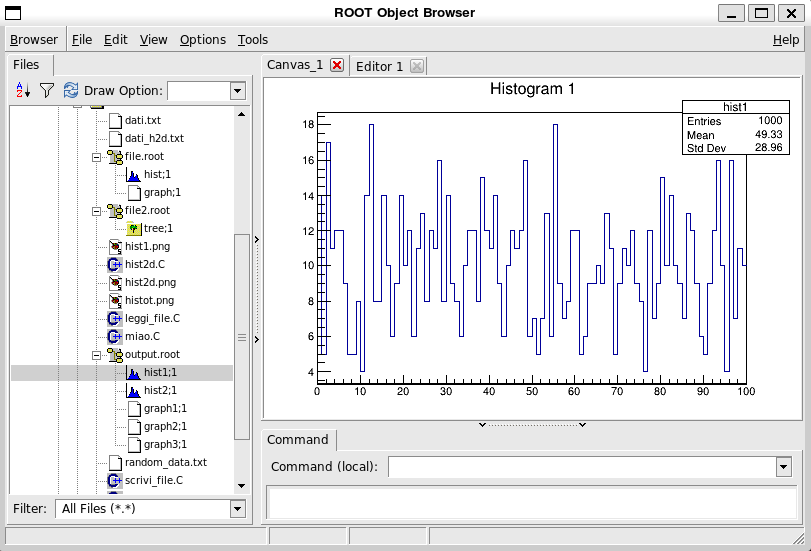 ROOT Object Browser
Browser File Edit View Options Tools Help
Files
Draw Option:
dati.txt
dati_h2d.txt
file.root
hist;1
graph;1
file2.root
tree;1
hist1.png
hist2d.C
hist2d.png
histot.png
leggi_file.C
miao.C
output.root
hist1;1
hist2;1
graph1;1
graph2;1
graph3;1
random_data.txt
scrivi_file.C
Filter: All Files (*.*)
Canvas_1 Editor 1
Histogram 1
hist1
Entries 1000
Mean 49.33
Std Dev 28.96
18
16
14
12
10
8
6
4
0 10 20 30 40 50 60 70 80 90 100
Command
Command (local):